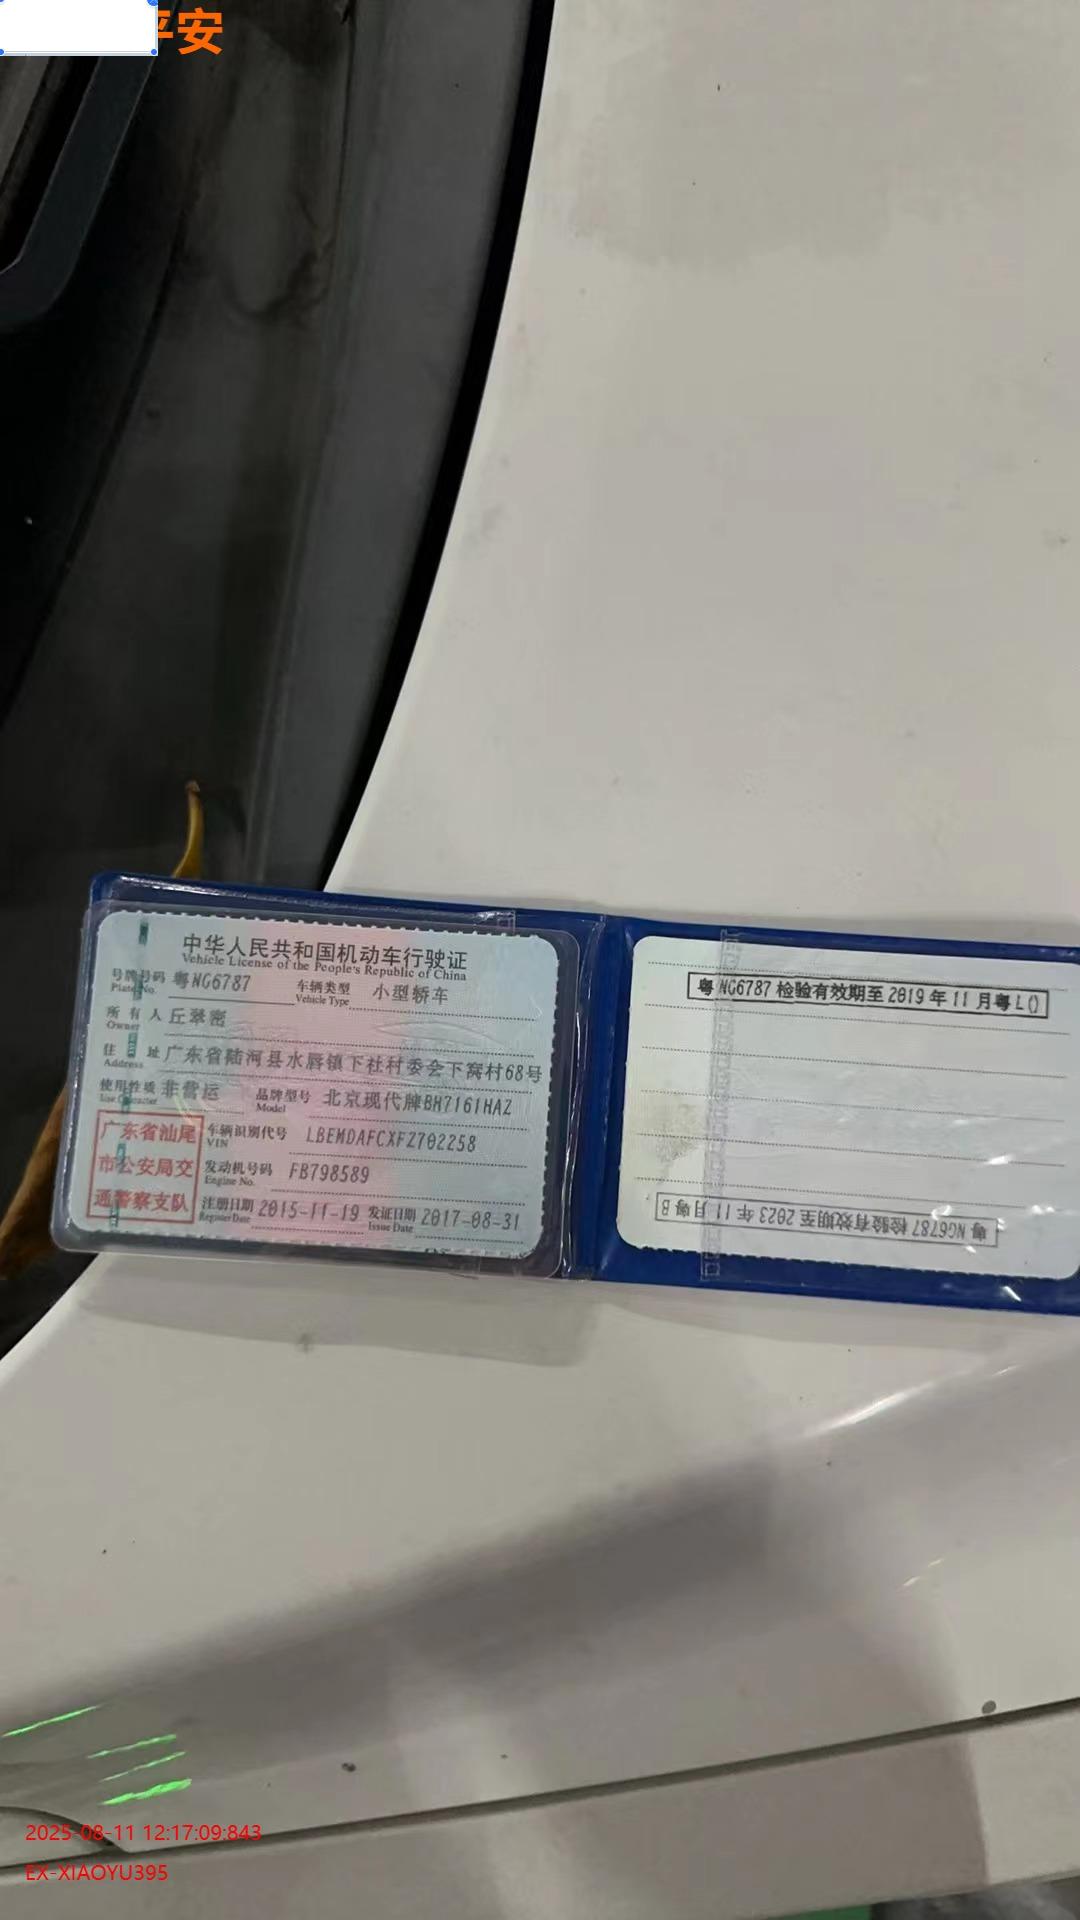 平安
中华人民共和国机动车行驶证
Vehicle License of the People's Republic of China
号牌号码 粤NG6787 车辆类型 小型轿车
Plate No. Vehicle Type
所有人 丘翠密
Owner
住址 广东省陆河县水唇镇下社村委会下窝村68号
Address
使用性质 非营运 品牌型号 北京现代牌BH7161HAZ
Use Character Model
广东省汕尾
市公安局交
通警察支队
车辆识别代号 LBEMDAFCXFZ702258
VIN
发动机号码 FB798589
Engine No.
注册日期 2015-11-19 发证日期 2017-08-31
Register Date Issue Date
粤NG6787 检验有效期至 2019 年 11 月粤L()
粤NG6787 检验有效期至 2023 年 11 月粤B
2025-08-11 12:17:09:843
EX-XIAOYU395